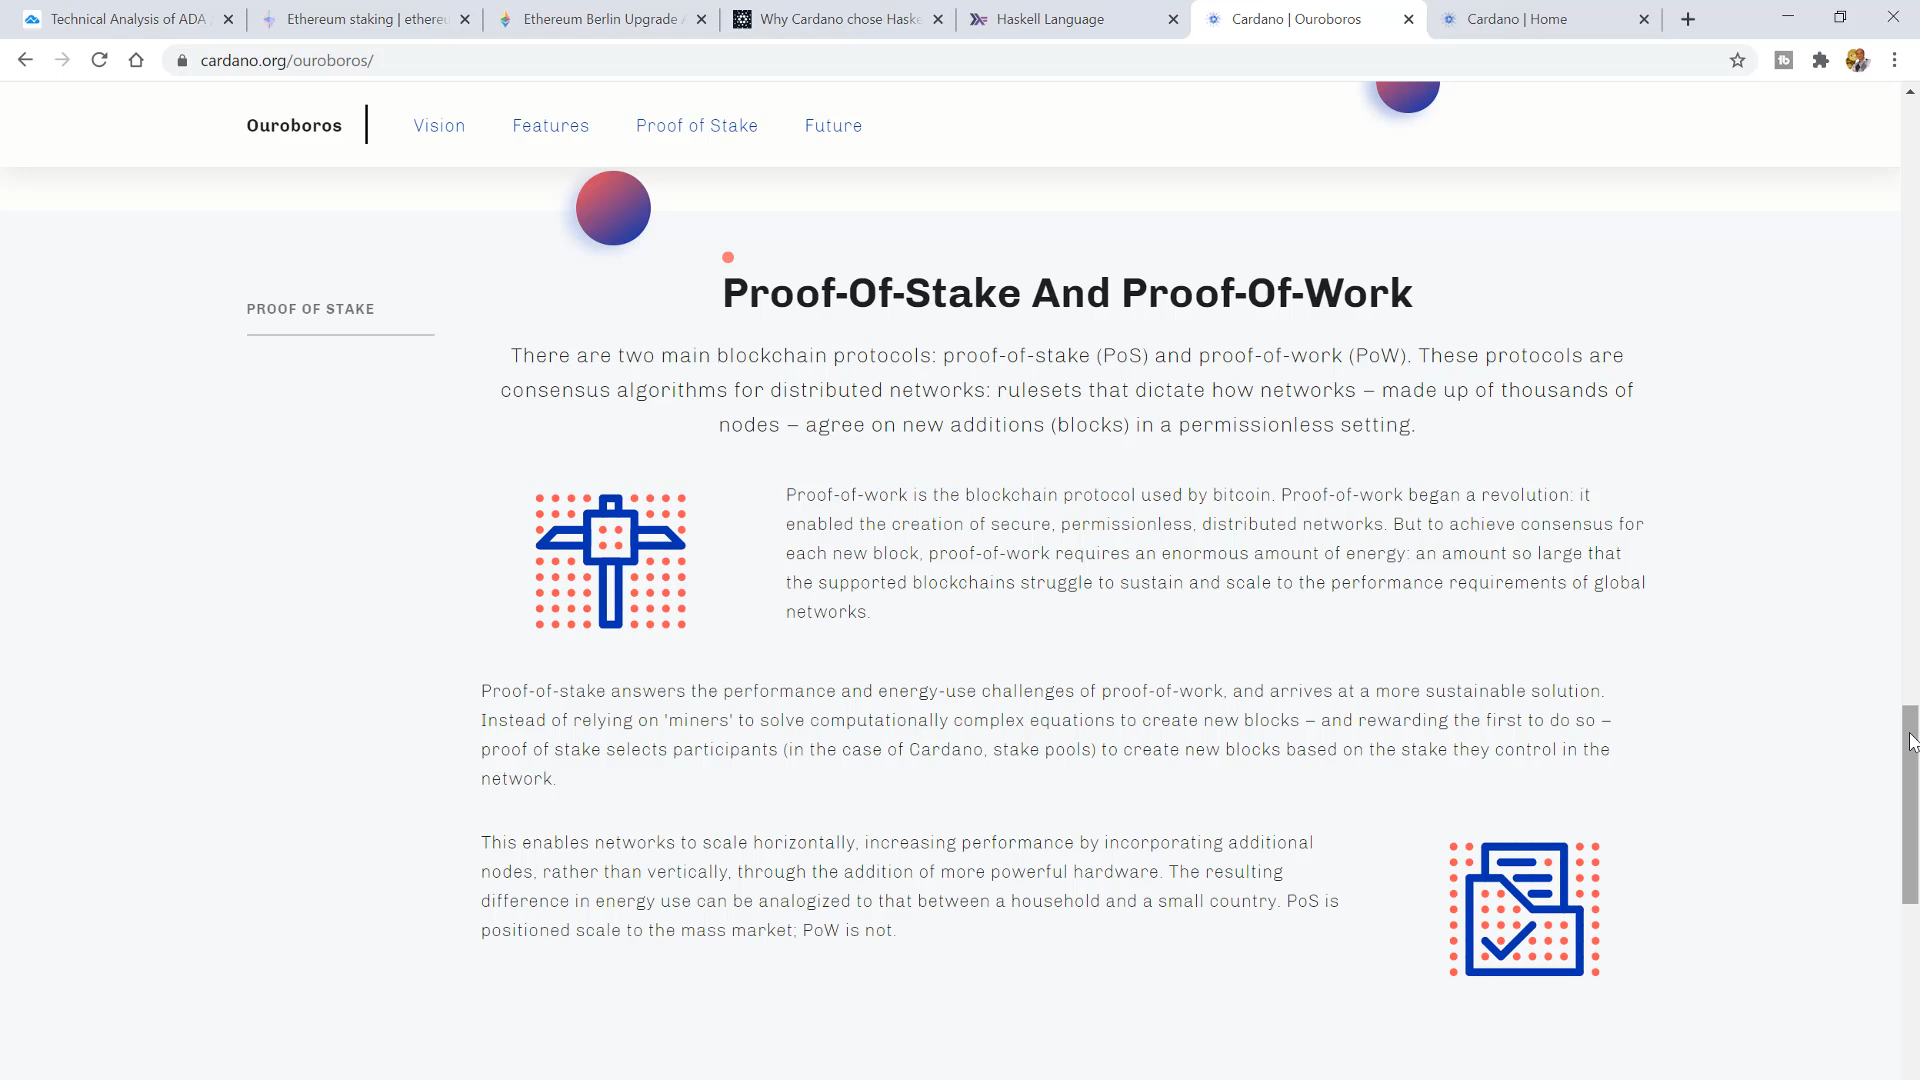 Technical Analysis of ADA
Ethereum staking | ethereu
Ethereum Berlin Upgrade
Why Cardano chose Haske
Haskell Language
Cardano | Ouroboros
Cardano | Home
cardano.org/ouroboros/
Ouroboros
Vision
Features
Proof of Stake
Future
PROOF OF STAKE
Proof-Of-Stake And Proof-Of-Work
There are two main blockchain protocols: proof-of-stake (PoS) and proof-of-work (PoW). These protocols are
consensus algorithms for distributed networks: rulesets that dictate how networks – made up of thousands of
nodes – agree on new additions (blocks) in a permissionless setting.
Proof-of-work is the blockchain protocol used by bitcoin. Proof-of-work began a revolution: it
enabled the creation of secure, permissionless, distributed networks. But to achieve consensus for
each new block, proof-of-work requires an enormous amount of energy: an amount so large that
the supported blockchains struggle to sustain and scale to the performance requirements of global
networks.
Proof-of-stake answers the performance and energy-use challenges of proof-of-work, and arrives at a more sustainable solution.
Instead of relying on 'miners' to solve computationally complex equations to create new blocks – and rewarding the first to do so –
proof of stake selects participants (in the case of Cardano, stake pools) to create new blocks based on the stake they control in the
network.
This enables networks to scale horizontally, increasing performance by incorporating additional
nodes, rather than vertically, through the addition of more powerful hardware. The resulting
difference in energy use can be analogized to that between a household and a small country. PoS is
positioned scale to the mass market; PoW is not.